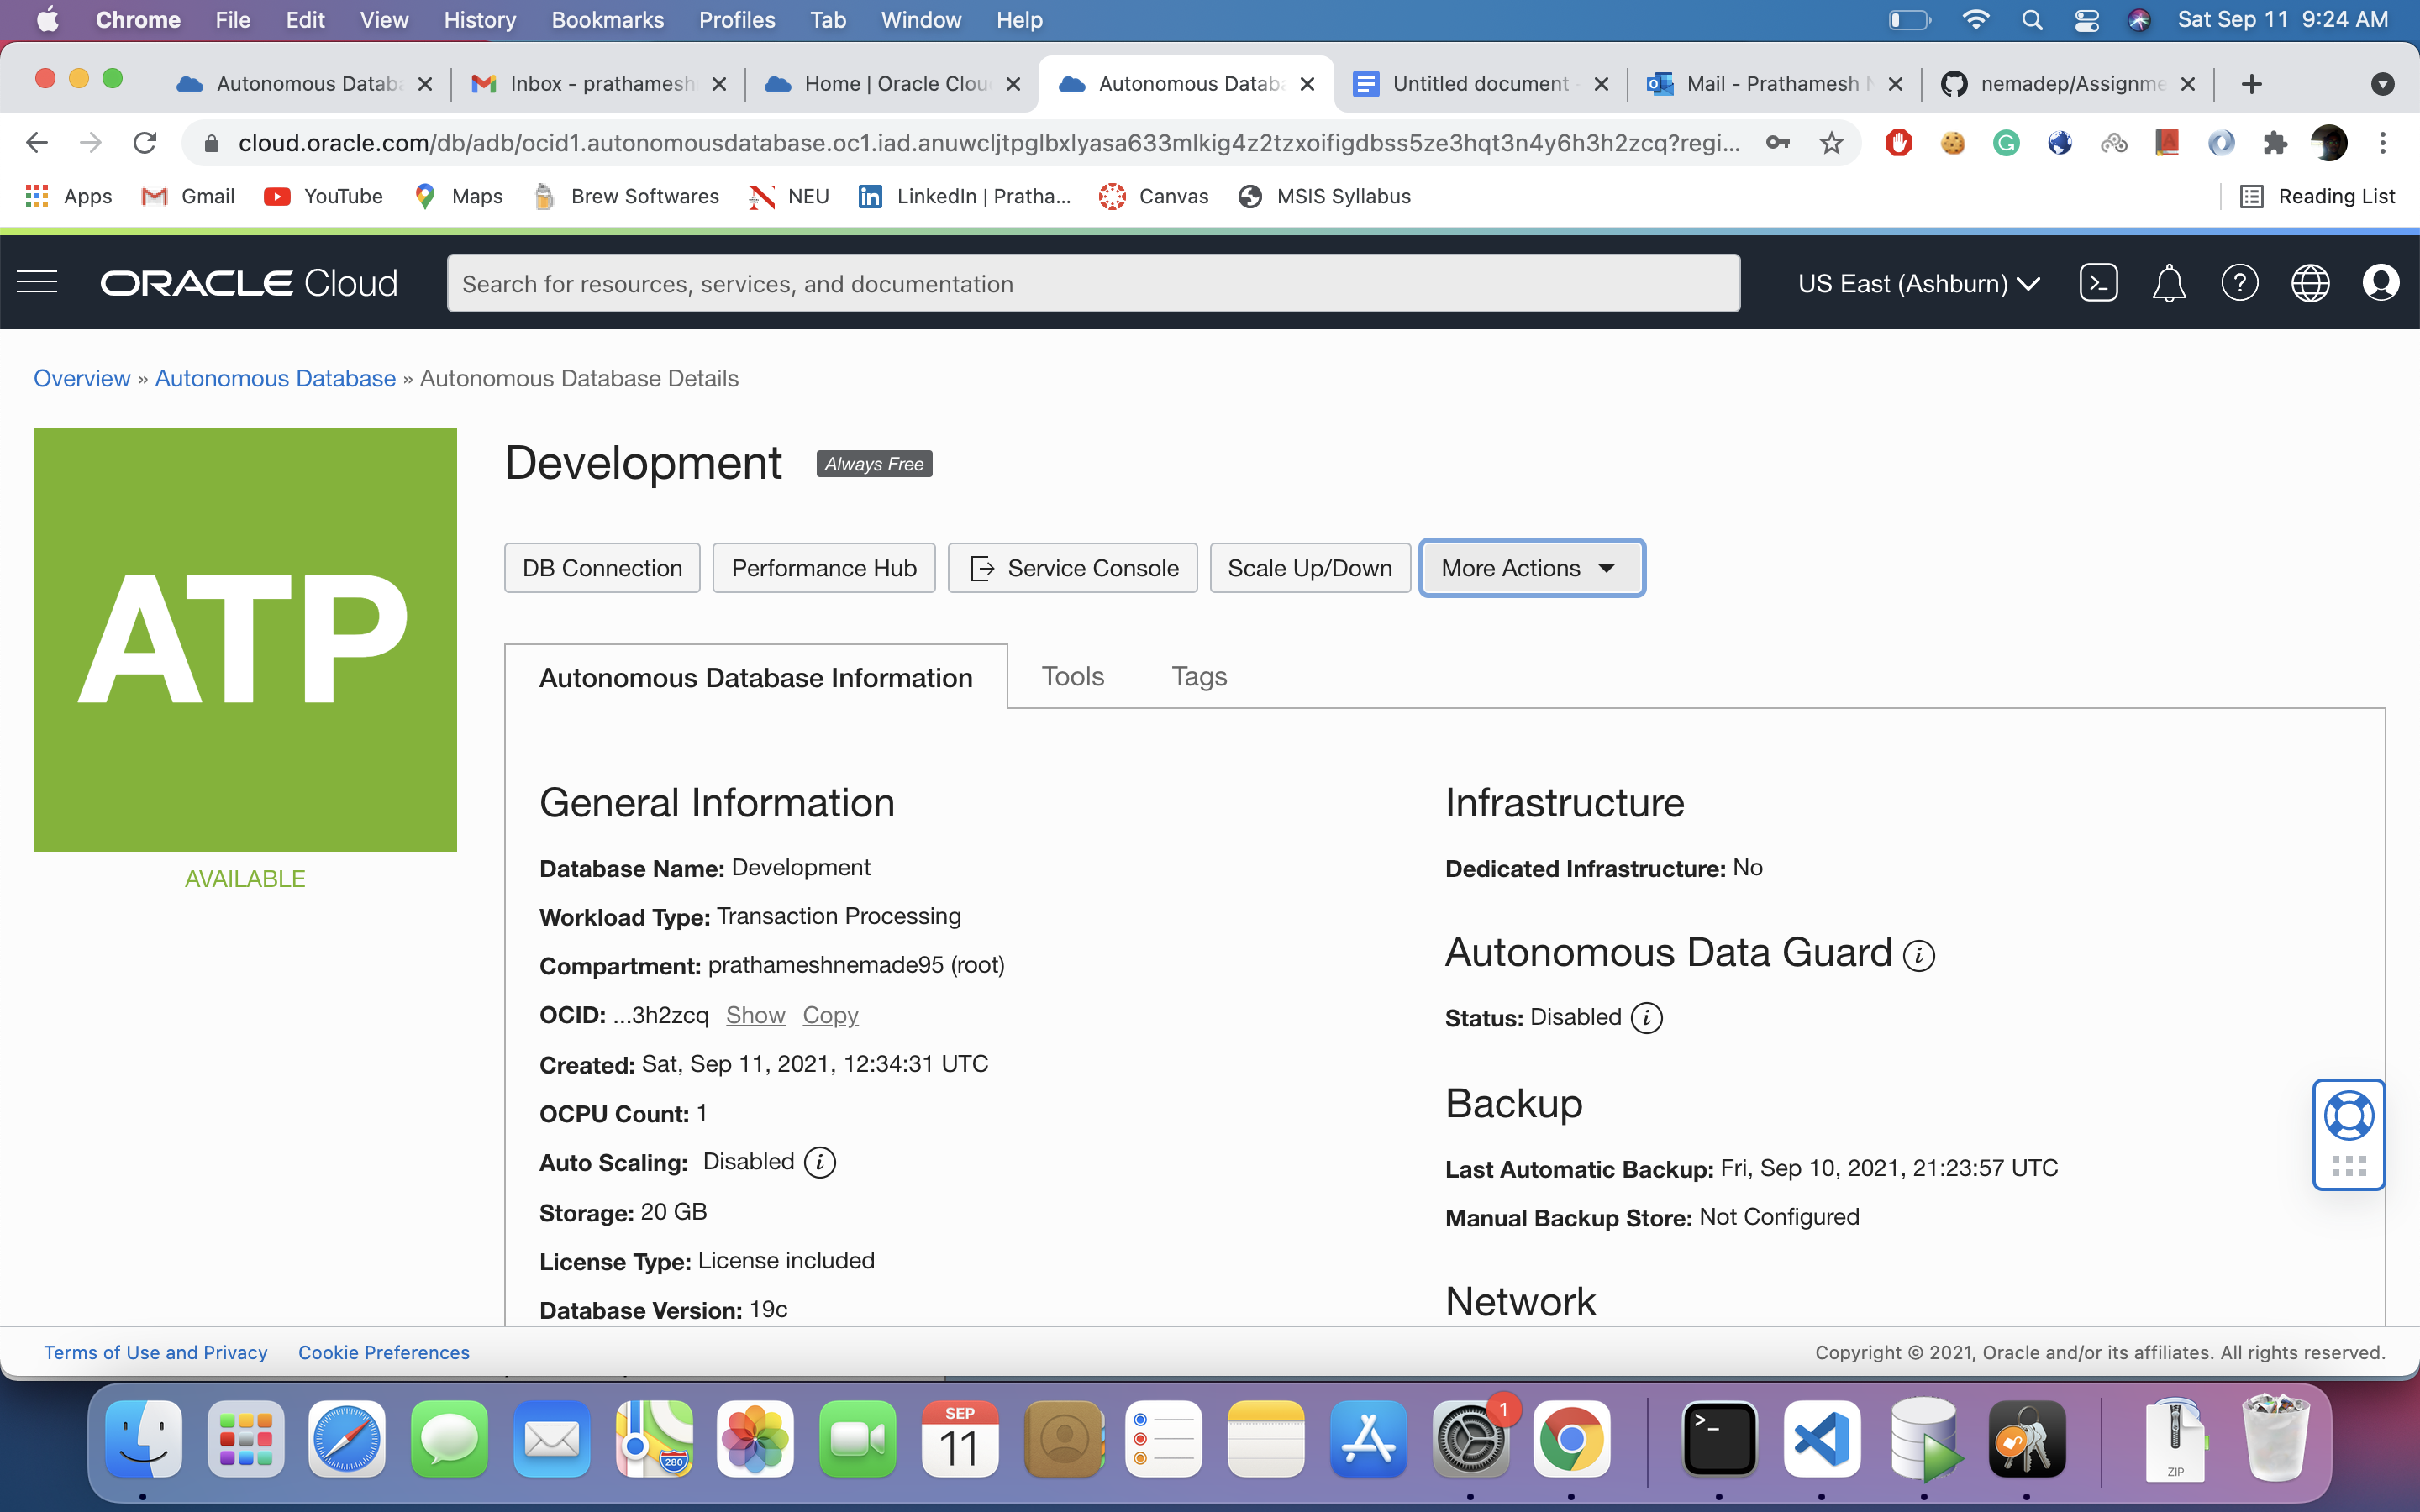 Chrome File Edit View History Bookmarks Profiles Tab Window Help Sat Sep 11 9:24 AM
Autonomous Databa Inbox - prathamesh Home | Oracle Clou Autonomous Databa Untitled document - Mail - Prathamesh N nemadep/Assignme
cloud.oracle.com/db/adb/ocid1.autonomousdatabase.oc1.iad.anuwcljtpglbxlyasa633mlkig4z2tzxoifigdbss5ze3hqt3n4y6h3h2zcq?regi...
Apps Gmail YouTube Maps Brew Softwares NEU LinkedIn | Pratha... Canvas MSIS Syllabus Reading List
ORACLE Cloud Search for resources, services, and documentation US East (Ashburn)
Overview » Autonomous Database » Autonomous Database Details
ATP
AVAILABLE
Development Always Free
DB Connection Performance Hub Service Console Scale Up/Down More Actions
Autonomous Database Information Tools Tags
General Information
Database Name: Development
Workload Type: Transaction Processing
Compartment: prathameshnemade95 (root)
OCID: ...3h2zcq Show Copy
Created: Sat, Sep 11, 2021, 12:34:31 UTC
OCPU Count: 1
Auto Scaling: Disabled
Storage: 20 GB
License Type: License included
Database Version: 19c
Infrastructure
Dedicated Infrastructure: No
Autonomous Data Guard
Status: Disabled
Backup
Last Automatic Backup: Fri, Sep 10, 2021, 21:23:57 UTC
Manual Backup Store: Not Configured
Network
Terms of Use and Privacy Cookie Preferences Copyright © 2021, Oracle and/or its affiliates. All rights reserved.
280
SEP
11
1
ZIP